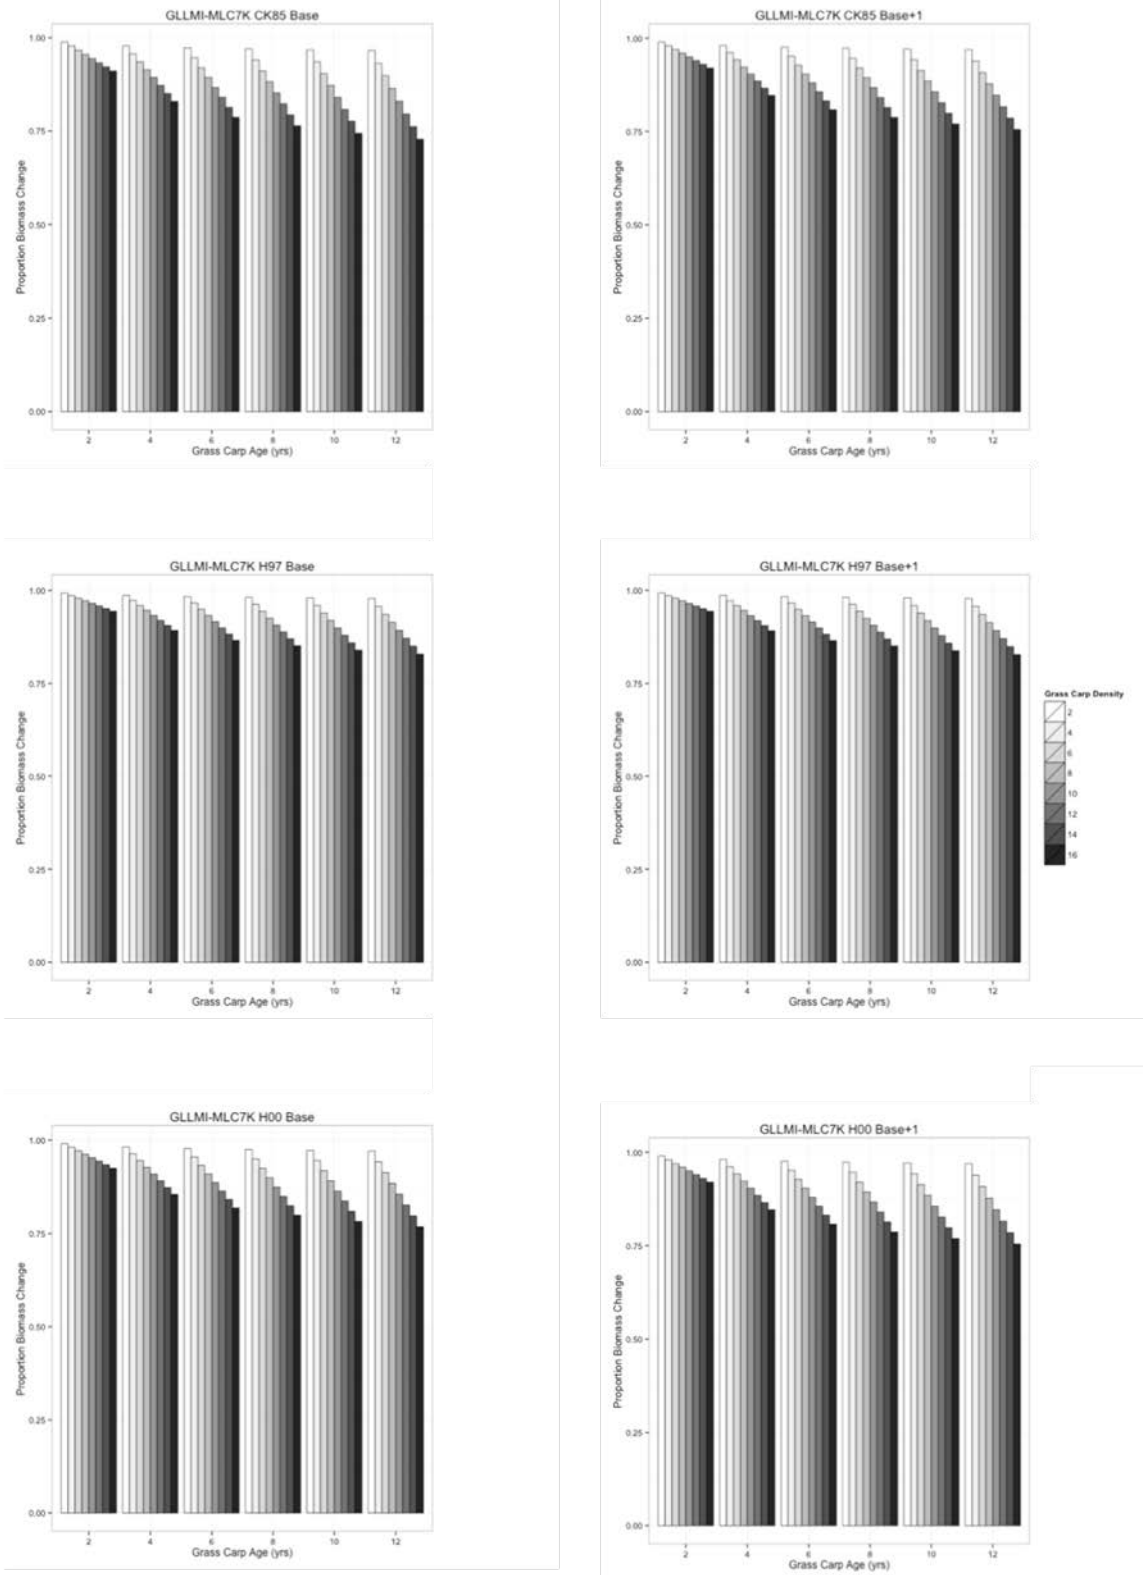 GLLMI-MLC7K CK85 Base
1.00
0.75
0.50
0.25
0.00
Proportion Biomass Change
2 4 6 8 10 12
Grass Carp Age (yrs)
GLLMI-MLC7K CK85 Base+1
1.00
0.75
0.50
0.25
0.00
Proportion Biomass Change
2 4 6 8 10 12
Grass Carp Age (yrs)
GLLMI-MLC7K H97 Base
1.00
0.75
0.50
0.25
0.00
Proportion Biomass Change
2 4 6 8 10 12
Grass Carp Age (yrs)
GLLMI-MLC7K H97 Base+1
1.00
0.75
0.50
0.25
0.00
Proportion Biomass Change
2 4 6 8 10 12
Grass Carp Age (yrs)
Grass Carp Density
2
4
6
8
10
12
14
16
GLLMI-MLC7K H00 Base
1.00
0.75
0.50
0.25
0.00
Proportion Biomass Change
2 4 6 8 10 12
Grass Carp Age (yrs)
GLLMI-MLC7K H00 Base+1
1.00
0.75
0.50
0.25
0.00
Proportion Biomass Change
2 4 6 8 10 12
Grass Carp Age (yrs)